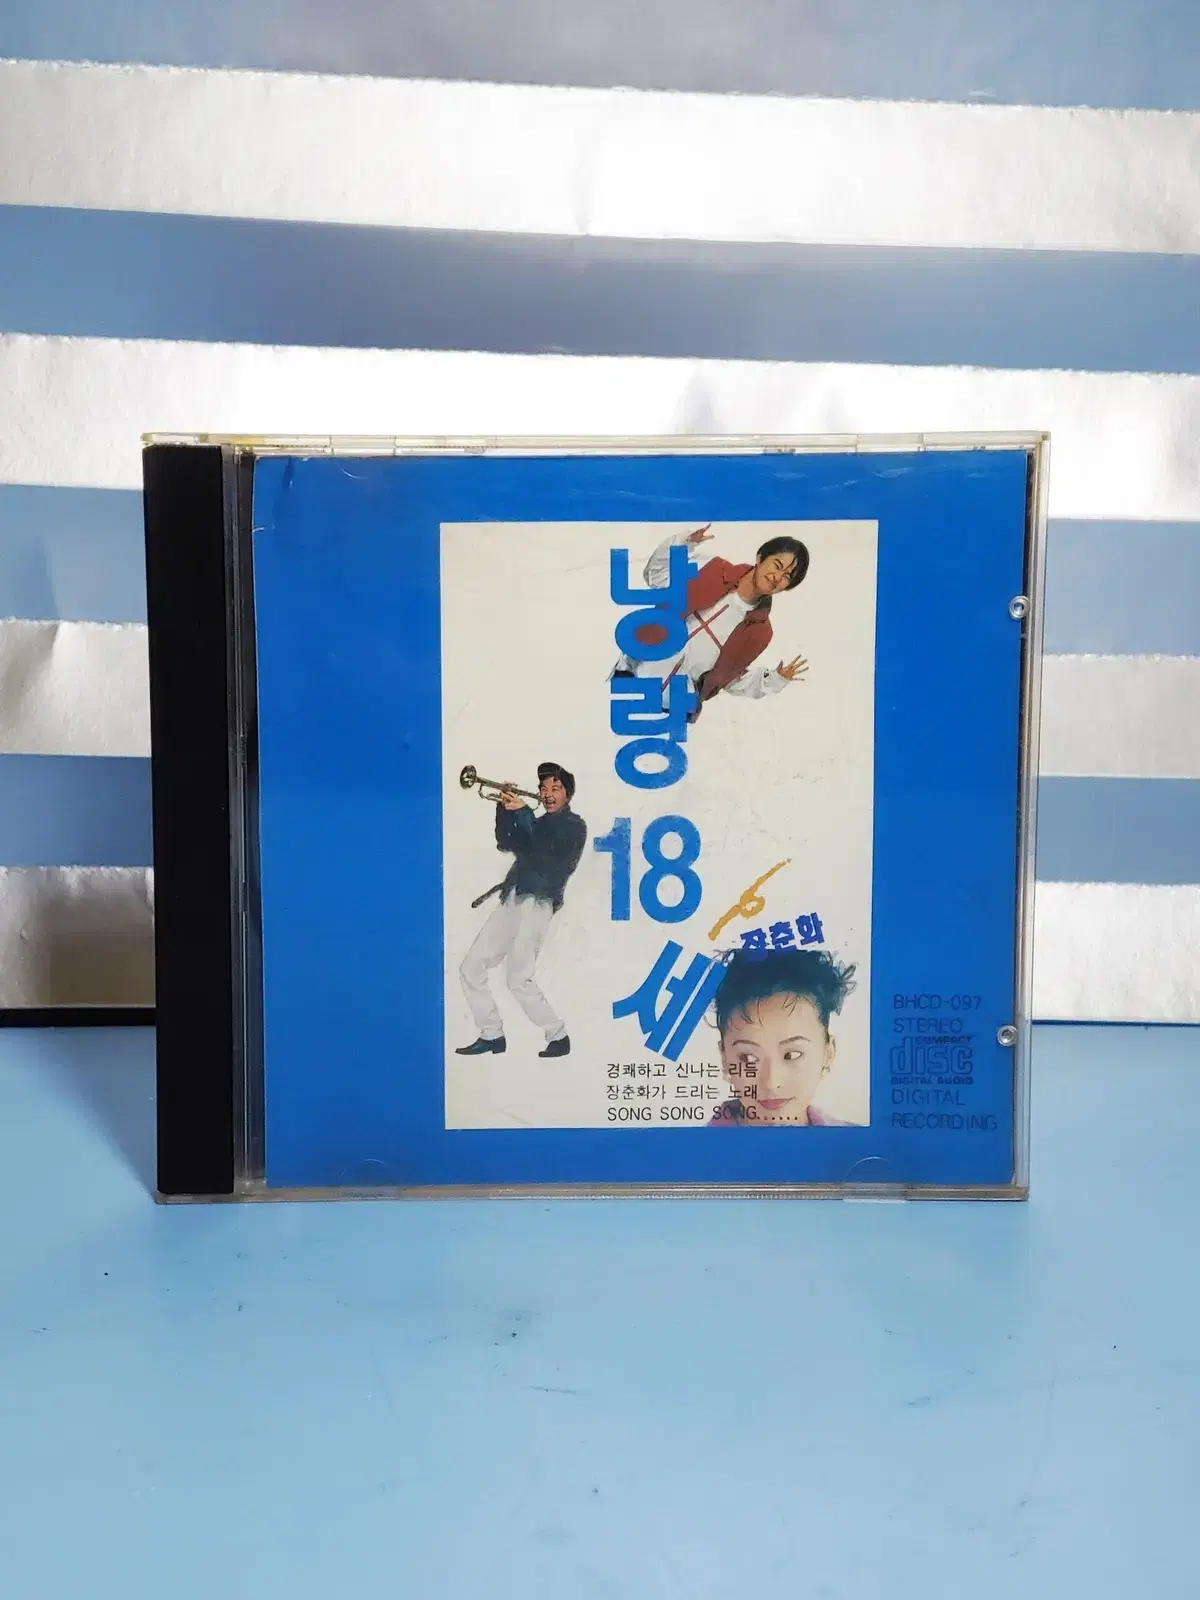 낭랑
18
세
장춘화
경쾌하고 신나는 리듬
장춘화가 드리는 노래
SONG SONG SONG......
BHCD-097
STEREO
COMPACT
disc
DIGITAL AUDIO
DIGITAL
RECORDING